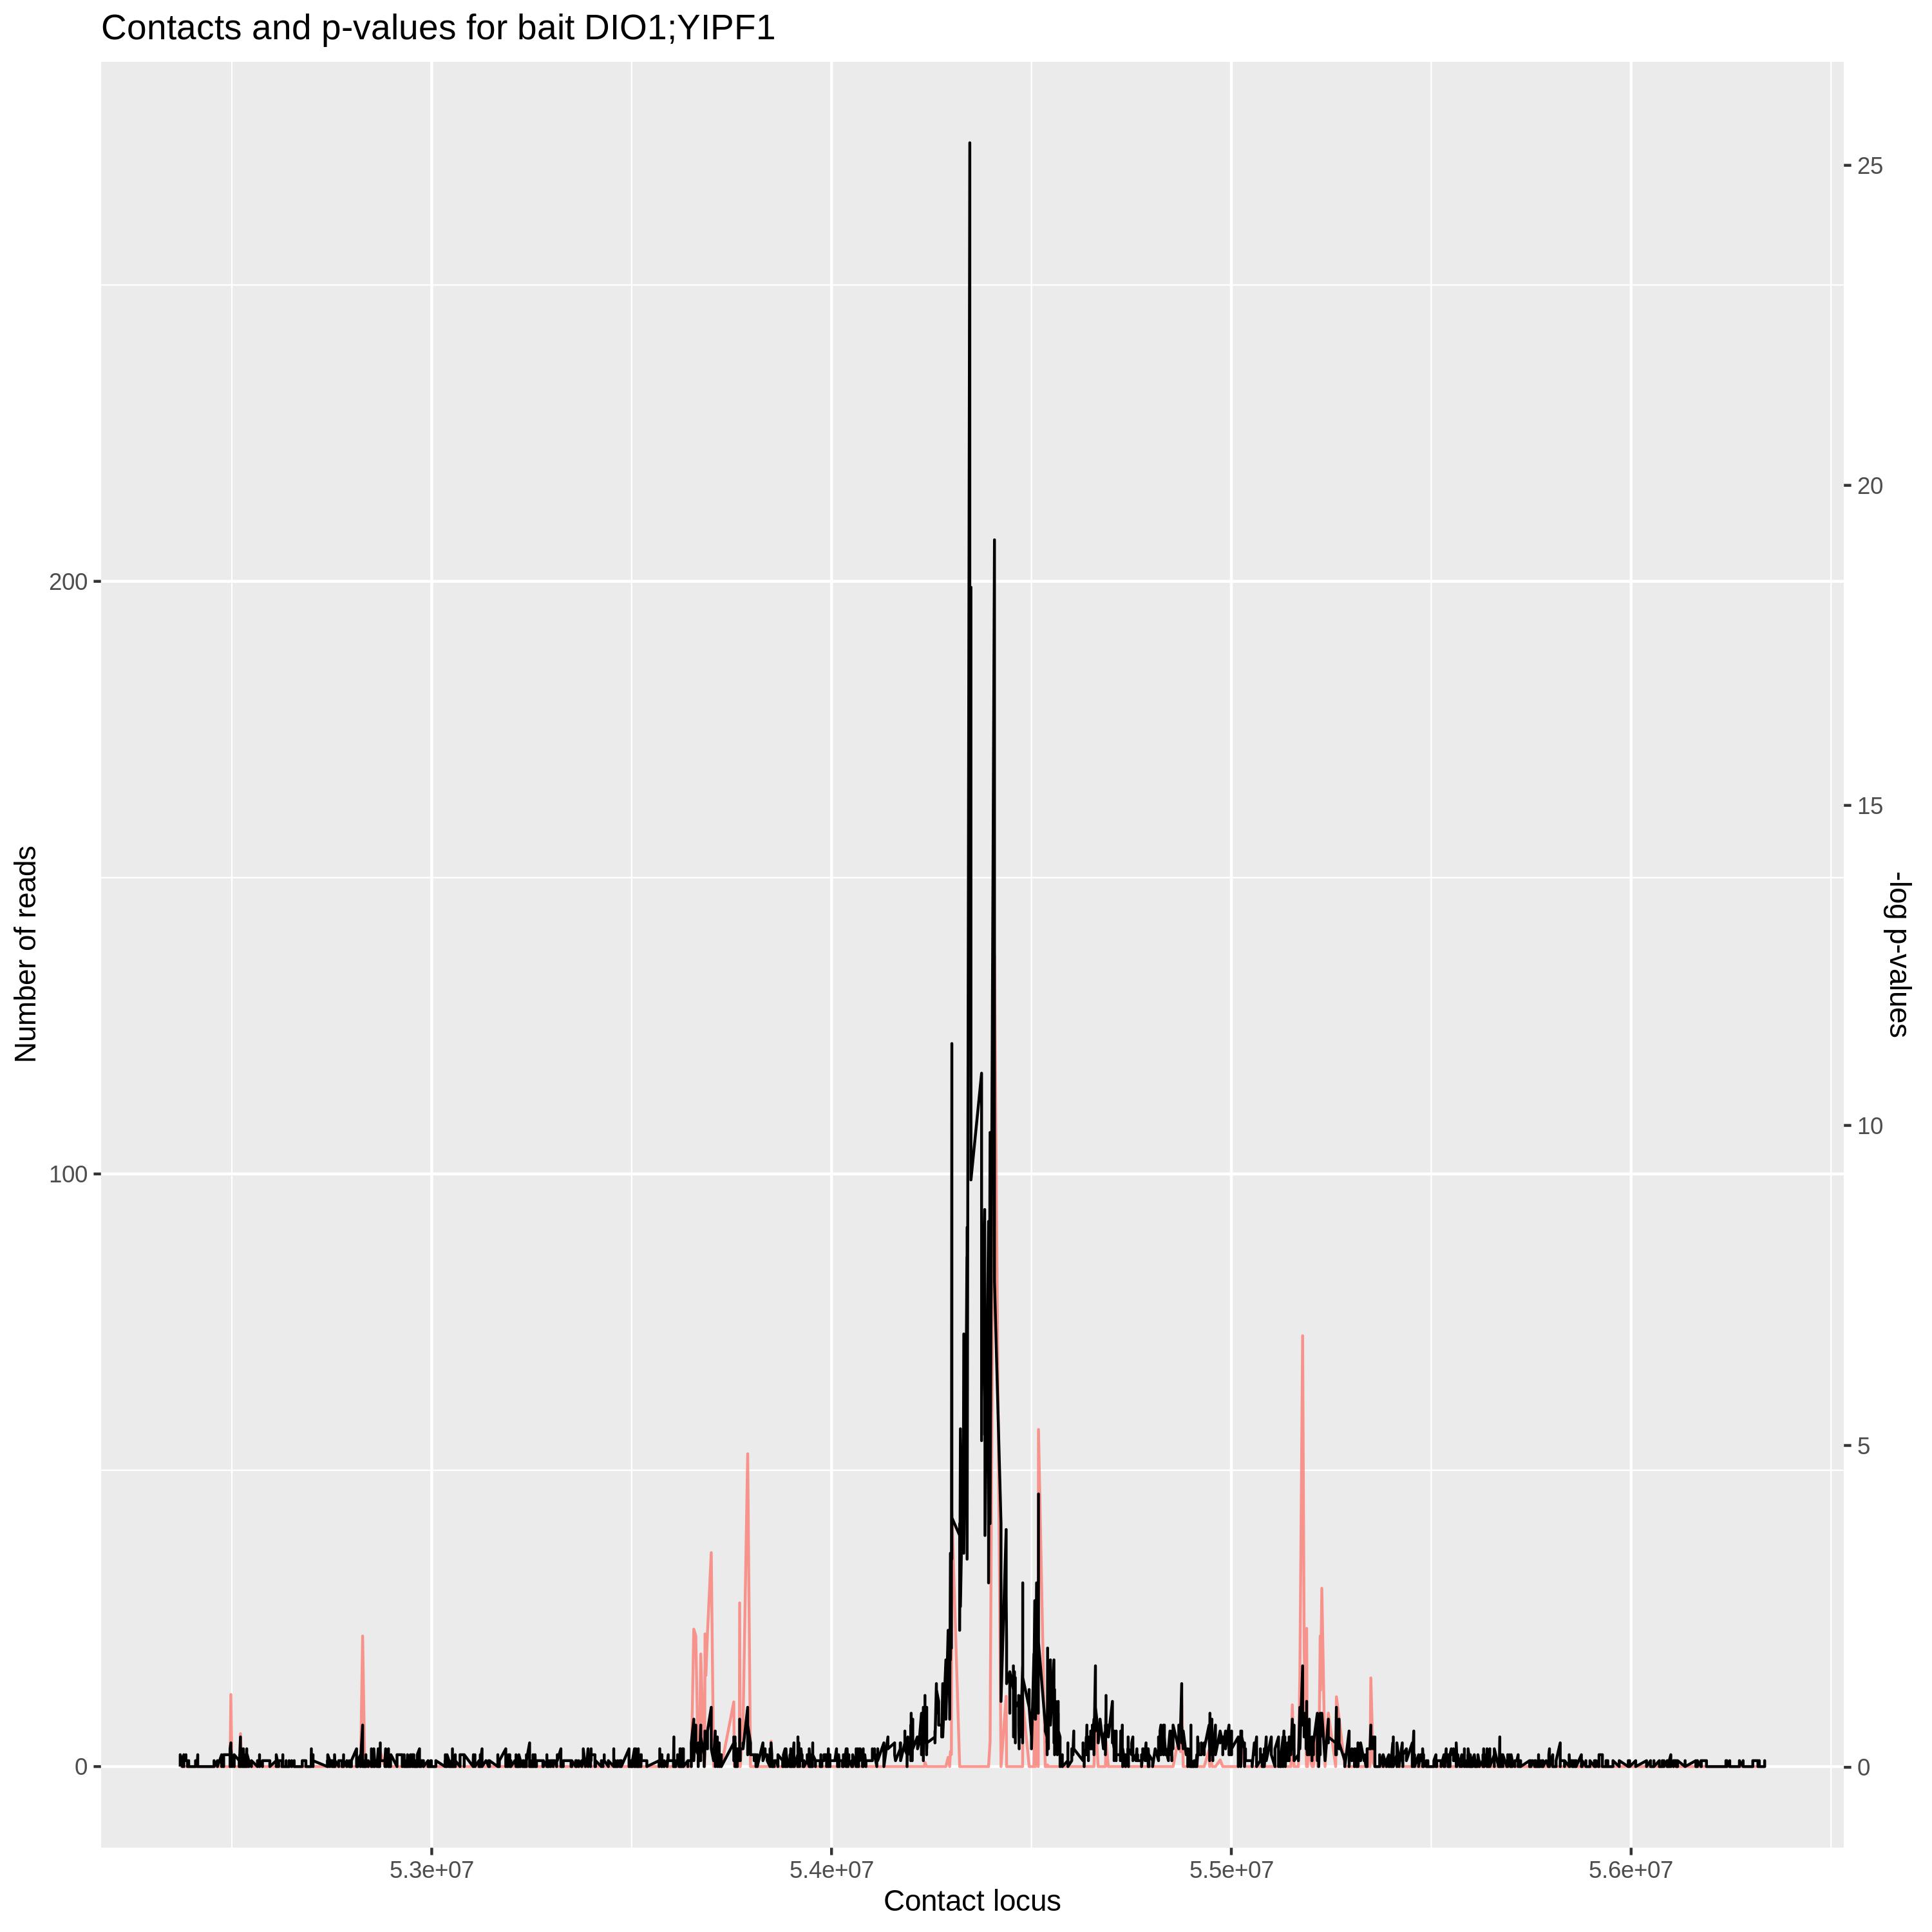 Contacts and p-values for bait DIO1;YIPF1
Number of reads
200
100
0
25
20
15
10
5
0
-log p-values
5.3e+07
5.4e+07
5.5e+07
5.6e+07
Contact locus